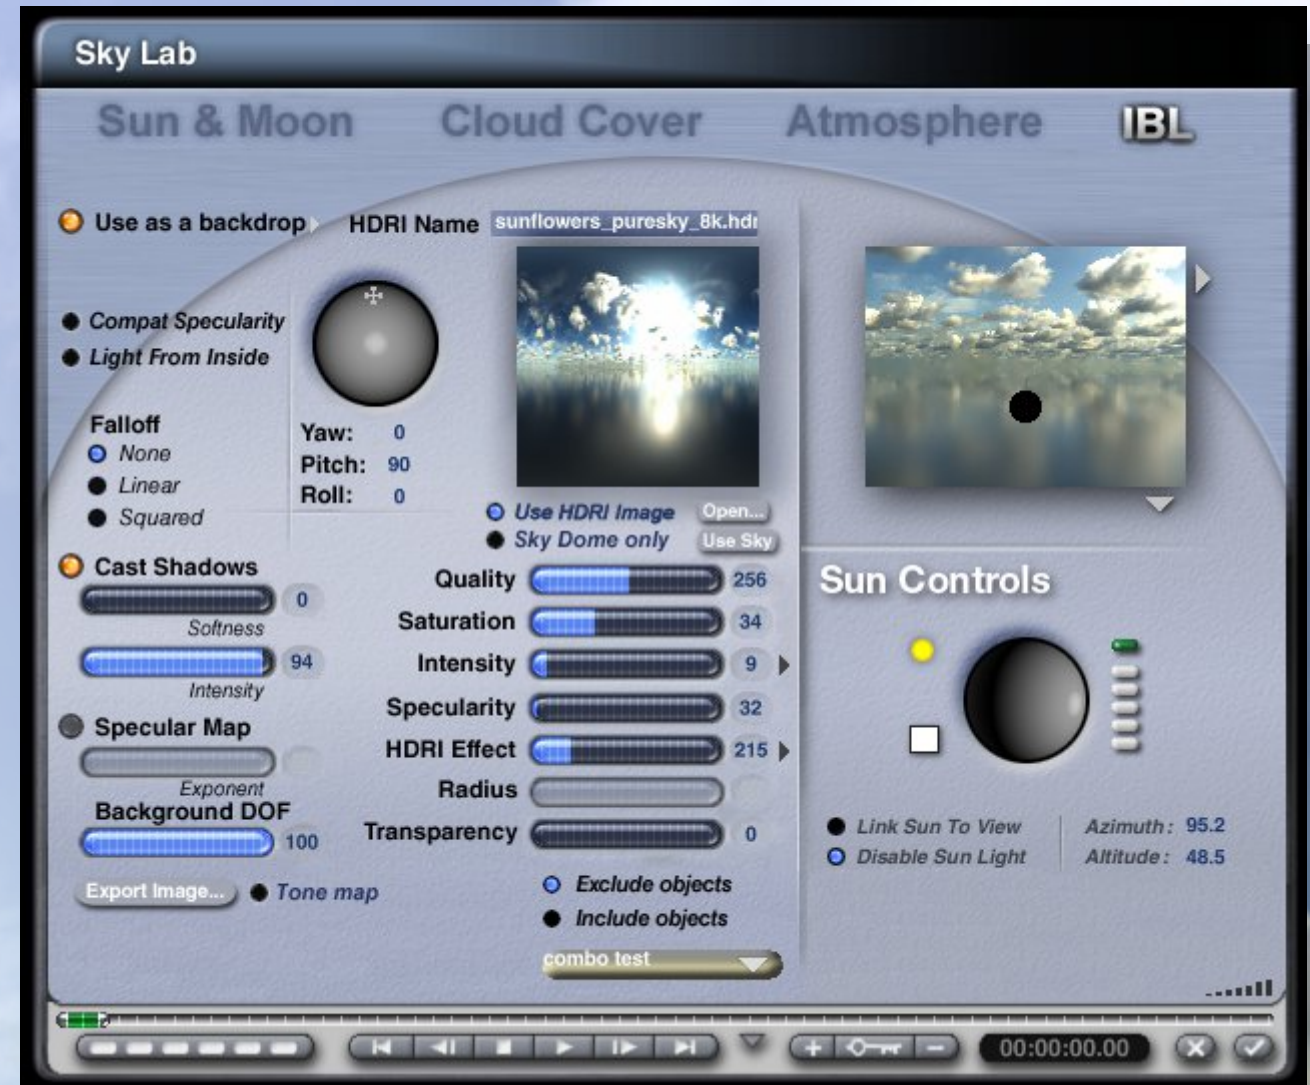 Sky Lab
Sun & Moon
Cloud Cover
Atmosphere
IBL
Use as a backdrop
HDRI Name
sunflowers_puresky_8k.hdr
Compat Specularity
Light From Inside
Falloff
None
Linear
Squared
Yaw: 0
Pitch: 90
Roll: 0
Use HDRI Image
Open...
Sky Dome only
Use Sky
Cast Shadows
0
Softness
94
Intensity
Specular Map
Exponent
Background DOF
100
Export Image...
Tone map
Quality 256
Saturation 34
Intensity 9
Specularity 32
HDRI Effect 215
Radius
Transparency 0
Exclude objects
Include objects
combo test
Sun Controls
Link Sun To View
Disable Sun Light
Azimuth: 95.2
Altitude: 48.5
00:00:00.00